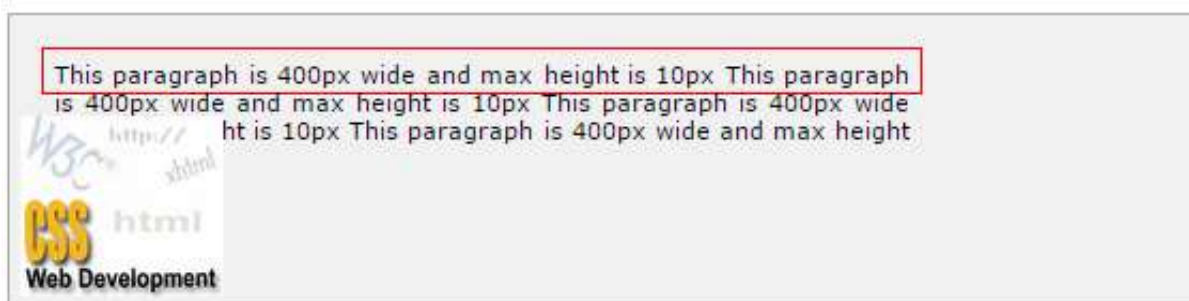 This paragraph is 400px wide and max height is 10px This paragraph
is 400px wide and max height is 10px This paragraph is 400px wide
ht is 10px This paragraph is 400px wide and max height
W3C http://
xhtml
CSS html
Web Development